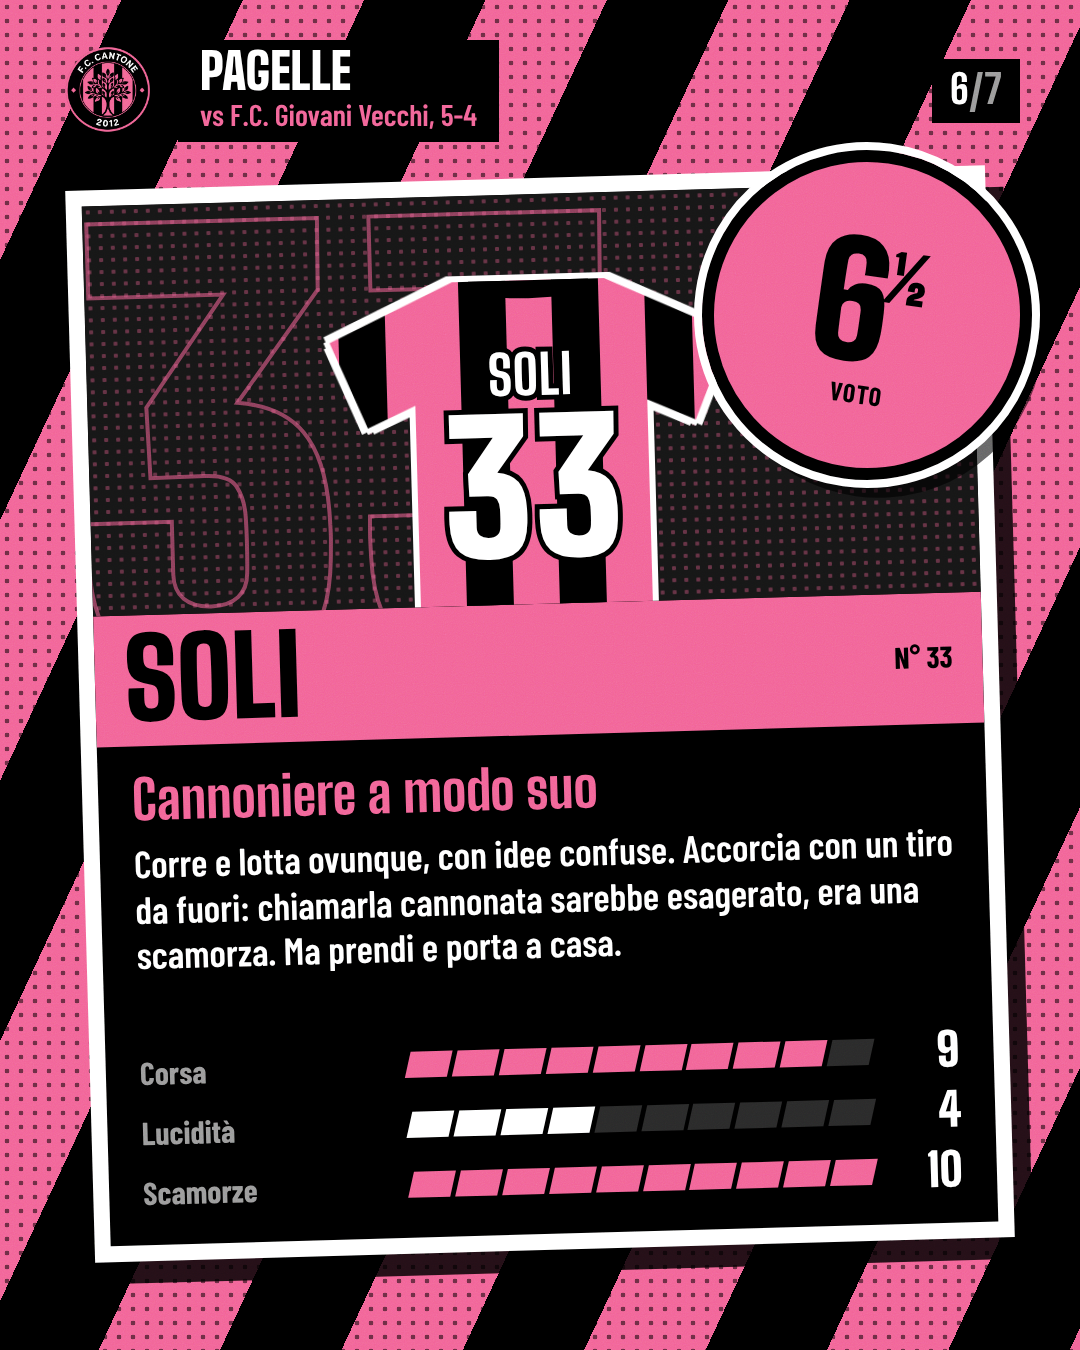 F.C. CANTONE
2012
PAGELLE
vs F.C. Giovani Vecchi, 5-4
6/7
33
6½
VOTO
SOLI
33
SOLI
N° 33
Cannoniere a modo suo
Corre e lotta ovunque, con idee confuse. Accorcia con un tiro
da fuori: chiamarla cannonata sarebbe esagerato, era una
scamorza. Ma prendi e porta a casa.
Corsa 9
Lucidità 4
Scamorze 10